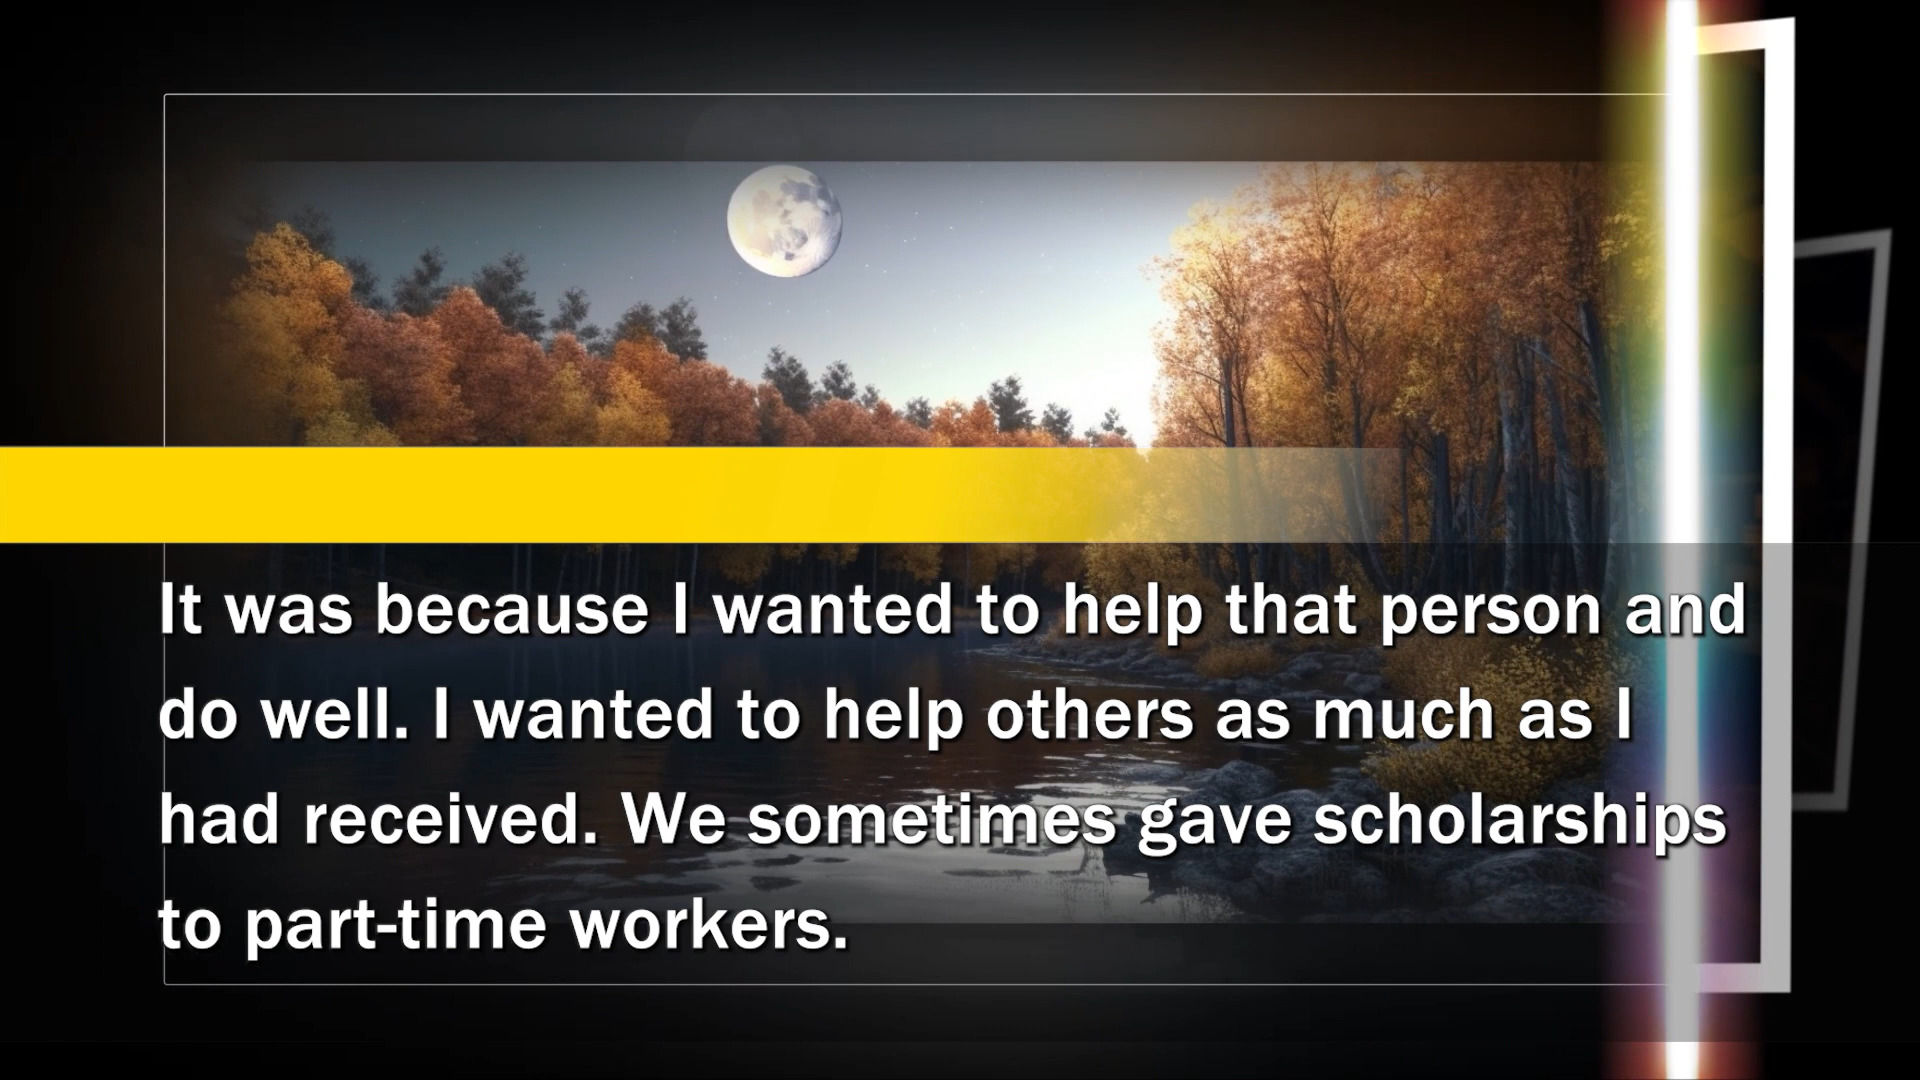 It was because I wanted to help that person and
do well. I wanted to help others as much as I
had received. We sometimes gave scholarships
to part-time workers.